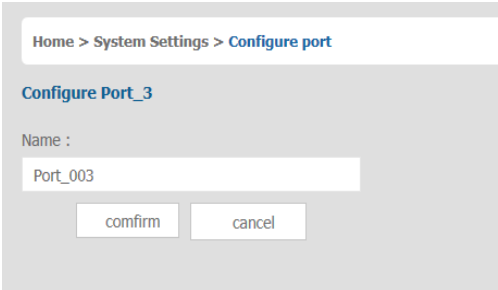 Home > System Settings > Configure port
Configure Port_3
Name :
Port_003
comfirm cancel